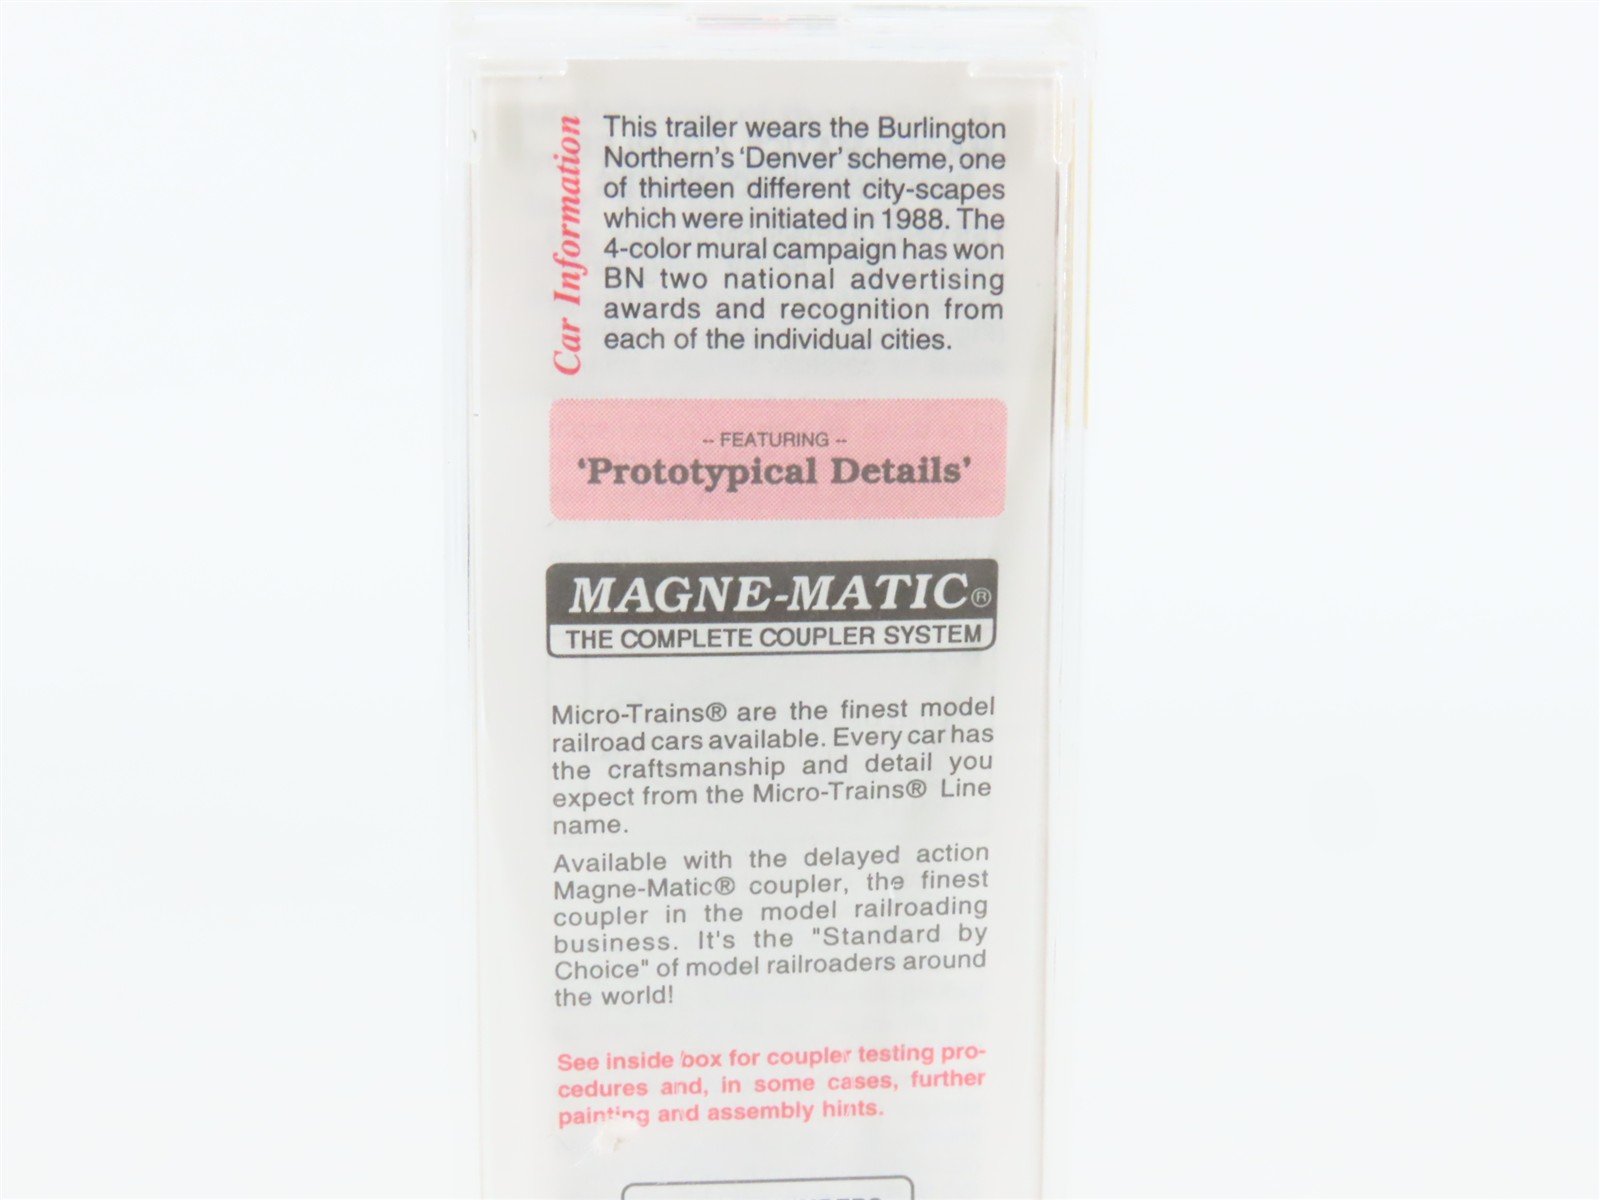 Car Information
This trailer wears the Burlington
Northern's 'Denver' scheme, one
of thirteen different city-scapes
which were initiated in 1988. The
4-color mural campaign has won
BN two national advertising
awards and recognition from
each of the individual cities.
-- FEATURING --
'Prototypical Details'
MAGNE-MATIC®
THE COMPLETE COUPLER SYSTEM
Micro-Trains® are the finest model
railroad cars available. Every car has
the craftsmanship and detail you
expect from the Micro-Trains® Line
name.
Available with the delayed action
Magne-Matic® coupler, the finest
coupler in the model railroading
business. It's the "Standard by
Choice" of model railroaders around
the world!
See inside box for coupler testing pro-
cedures and, in some cases, further
painting and assembly hints.